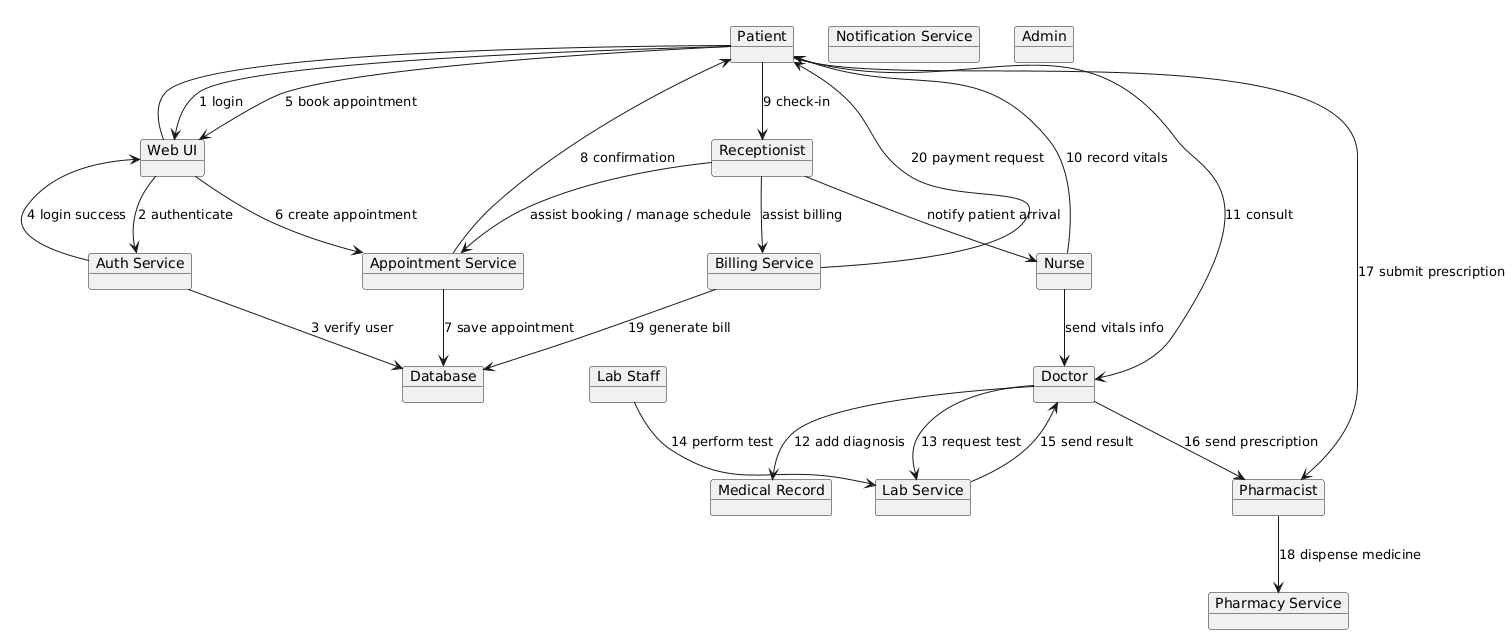 Patient
Notification Service
Admin
1 login
5 book appointment
9 check-in
Web UI
Receptionist
8 confirmation
20 payment request
10 record vitals
4 login success
2 authenticate
6 create appointment
assist booking / manage schedule
assist billing
notify patient arrival
11 consult
Auth Service
Appointment Service
Billing Service
Nurse
17 submit prescription
3 verify user
7 save appointment
19 generate bill
send vitals info
Database
Lab Staff
Doctor
14 perform test
12 add diagnosis
13 request test
15 send result
16 send prescription
Medical Record
Lab Service
Pharmacist
18 dispense medicine
Pharmacy Service